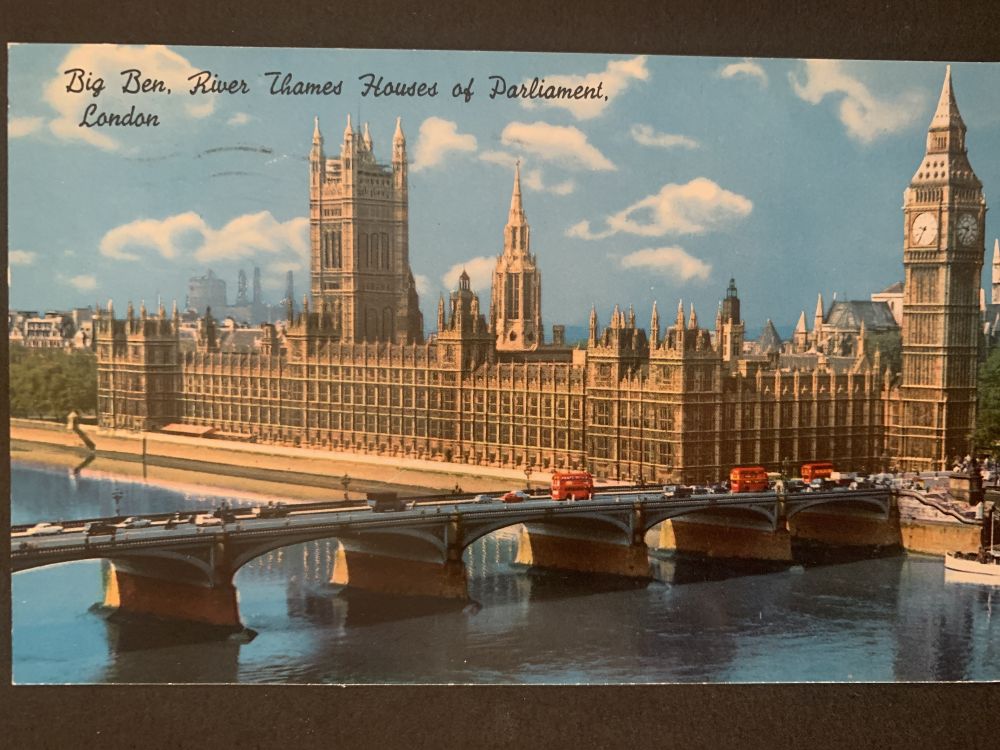 Big Ben, River Thames Houses of Parliament,
London